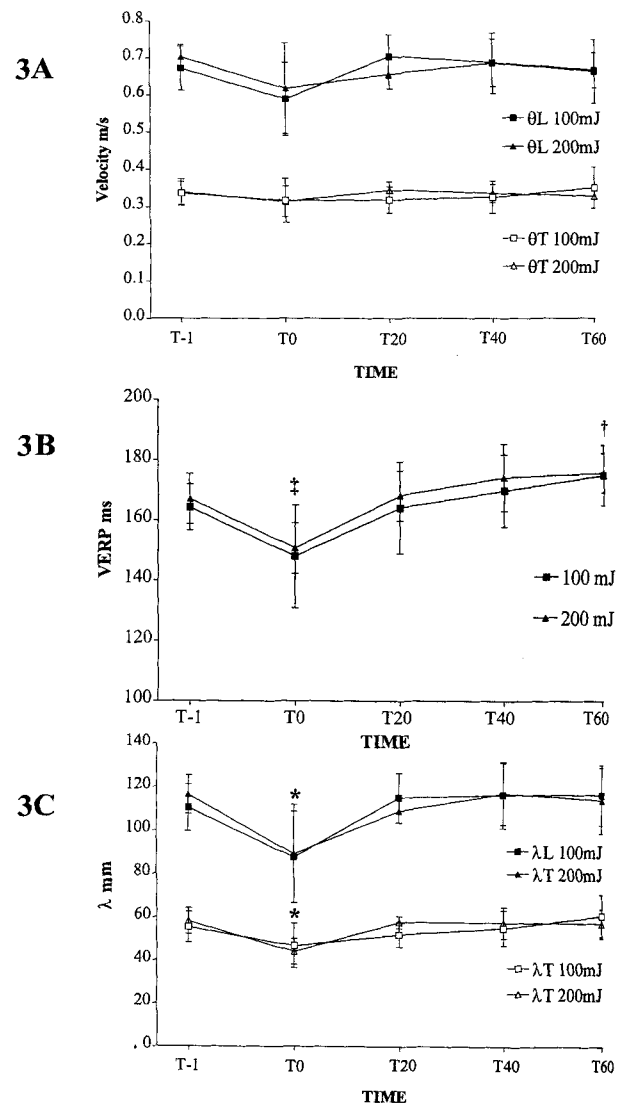 3A
Velocity m/s
0.8
0.7
0.6
0.5
0.4
0.3
0.2
0.1
0.0
θL 100mJ
θL 200mJ
θT 100mJ
θT 200mJ
T-1 T0 T20 T40 T60
TIME
3B
VERP ms
200
180
160
140
120
100
‡
†
100 mJ
200 mJ
T-1 T0 T20 T40 T60
TIME
3C
λ mm
140
120
100
80
60
40
20
.0
*
*
λL 100mJ
λT 200mJ
λT 100mJ
λT 200mJ
T-1 T0 T20 T40 T60
TIME